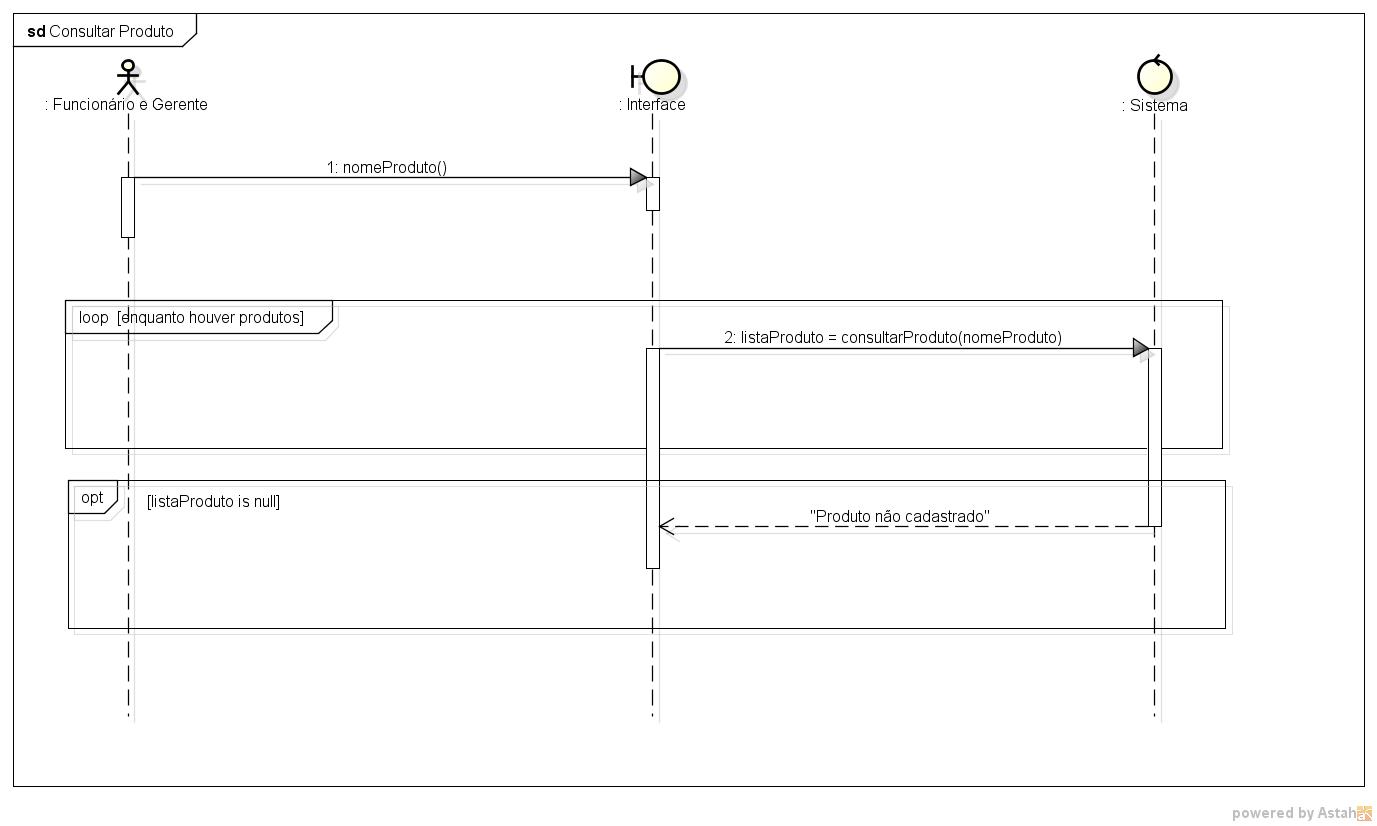 sd Consultar Produto
: Funcionário e Gerente
: Interface
: Sistema
1: nomeProduto()
loop [enquanto houver produtos]
2: listaProduto = consultarProduto(nomeProduto)
opt
[listaProduto is null]
"Produto não cadastrado"
powered by Astah